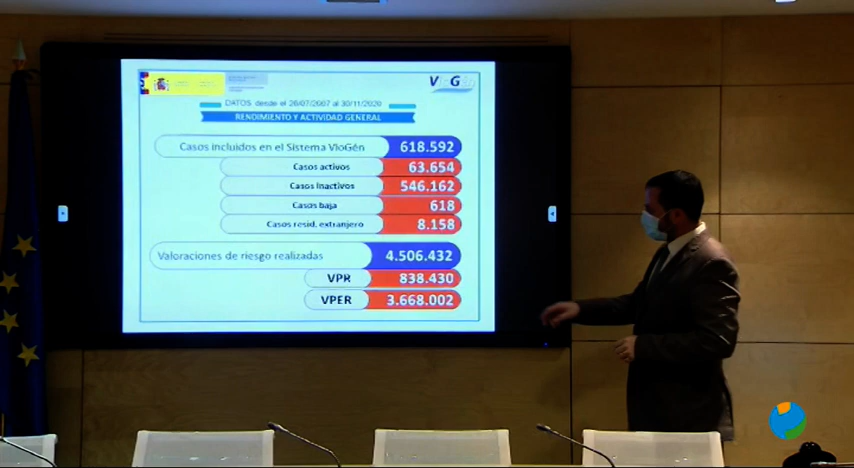 VioGén
DATOS desde el 26/07/2007 al 30/11/2020
RENDIMIENTO Y ACTIVIDAD GENERAL
Casos incluidos en el Sistema VioGén 618.592
Casos activos 63.654
Casos Inactivos 546.162
Casos baja 618
Casos resid. extranjero 8.158
Valoraciones de riesgo realizadas 4.506.432
VPR 838.430
VPER 3.668.002